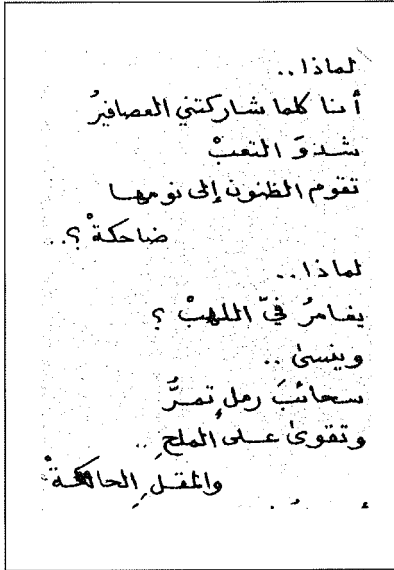 لماذا ..
أنا كلما شاركتني العصافيرُ
شدوَ التعبْ
تقوم الظنون إلى نومها
ضاحكةْ ؟..
لماذا ..
يغامرُ فيّ اللهبْ ؟
وينسىٰ ..
سحائبَ رملٍ تمرُّ
وتقوىٰ على الملحِ ..
والمقلِ الحالكةْ